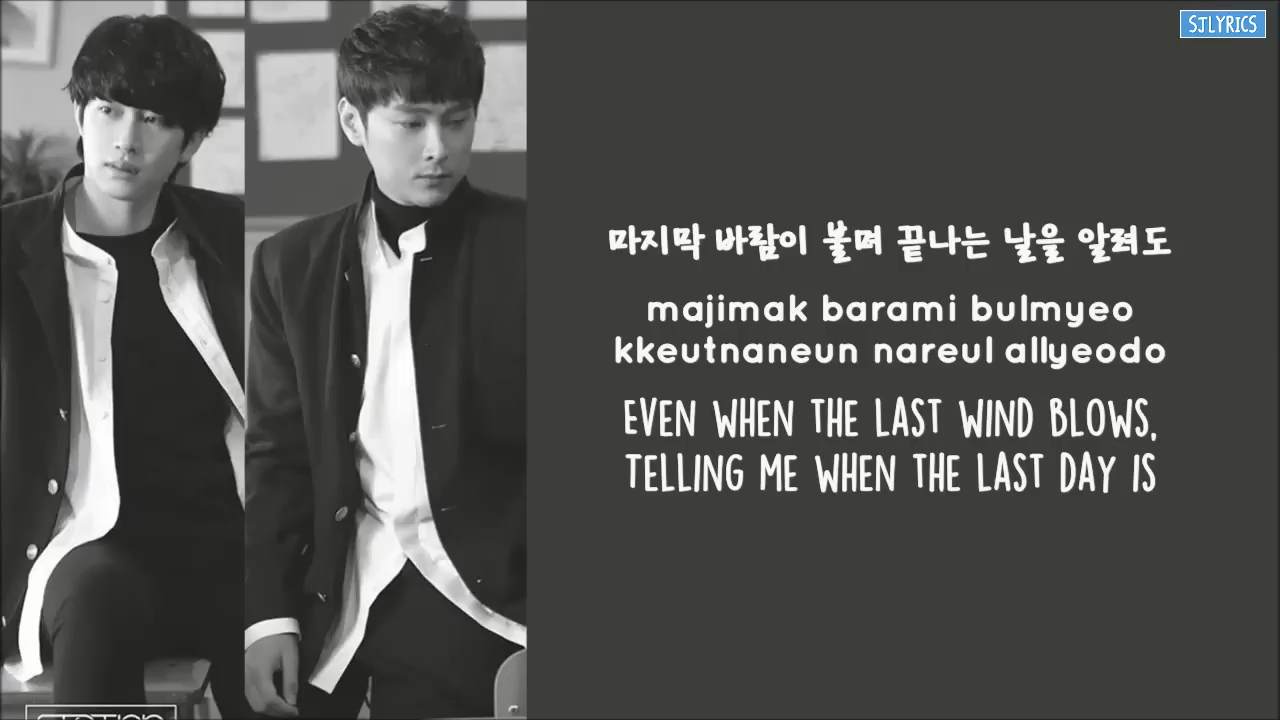 SJLYRICS
마지막 바람이 불며 끝나는 날을 알려도
majimak barami bulmyeo
kkeutnaneun nareul allyeodo
EVEN WHEN THE LAST WIND BLOWS,
TELLING ME WHEN THE LAST DAY IS
STATION